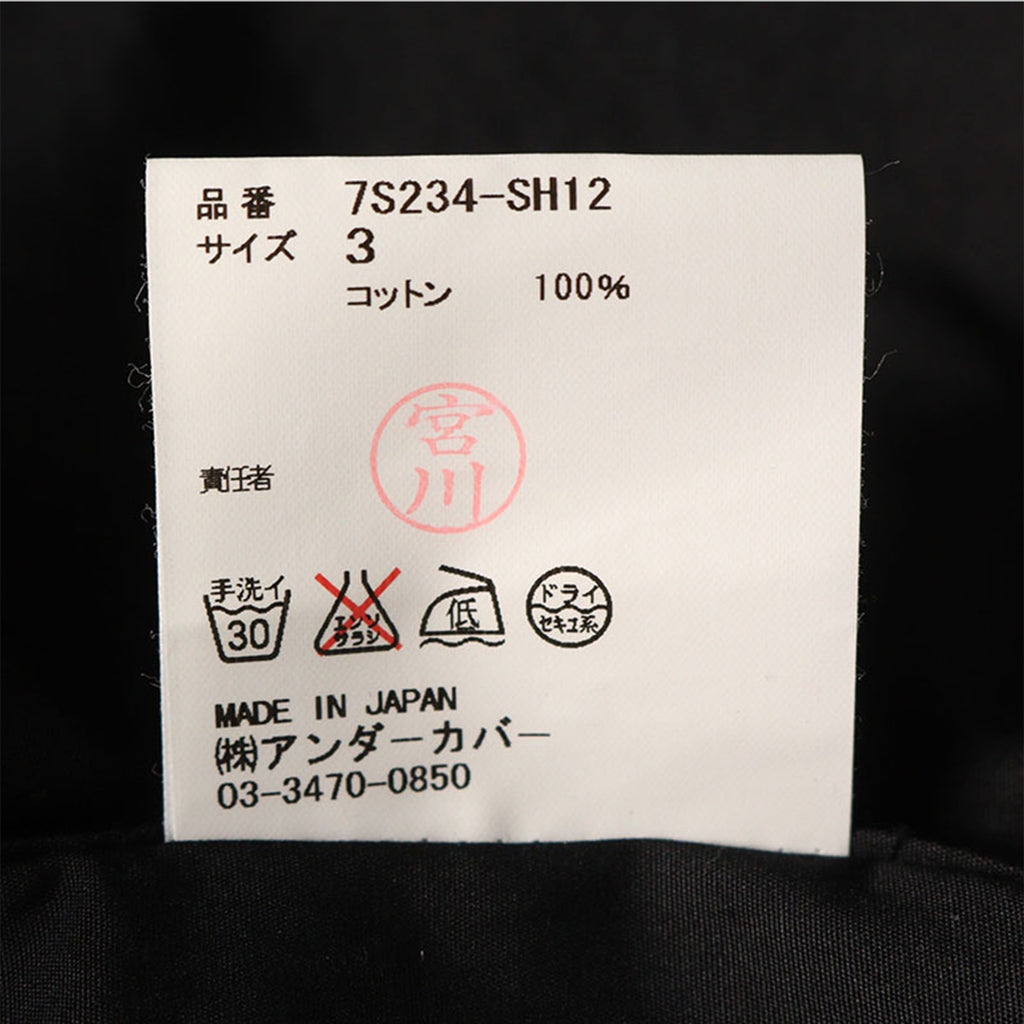 品番 7S234-SH12
サイズ 3
コットン 100%
宮川
責任者
手洗イ
30
エンソ
サラシ
低
ドライ
セキユ系
MADE IN JAPAN
㈱アンダーカバー
03-3470-0850